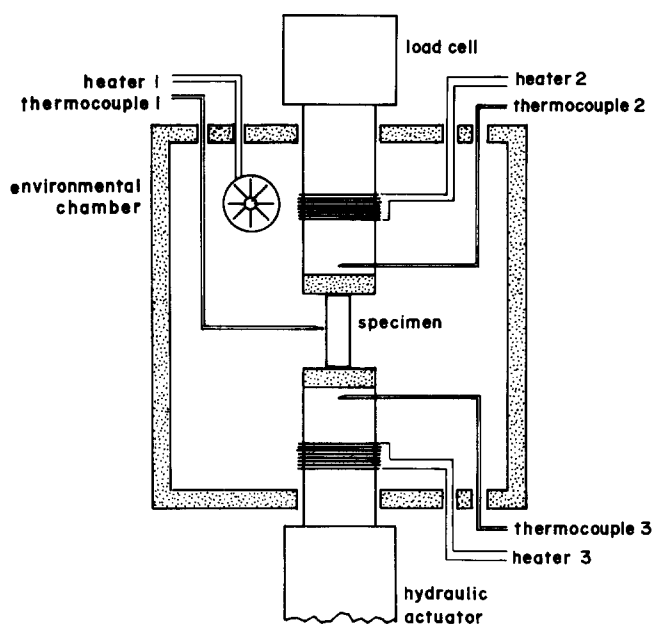 load cell
heater 1
thermocouple 1
heater 2
thermocouple 2
environmental
chamber
specimen
thermocouple 3
heater 3
hydraulic
actuator